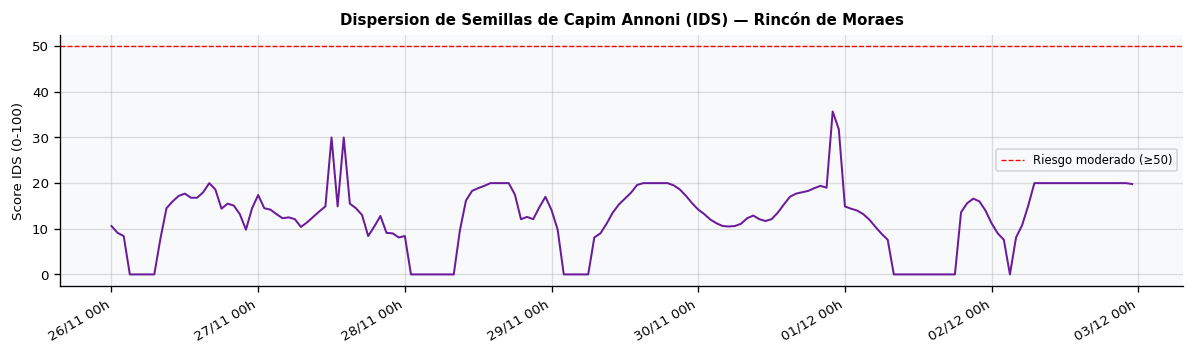 Dispersion de Semillas de Capim Annoni (IDS) — Rincón de Moraes
Score IDS (0-100)
50
40
30
20
10
0
Riesgo moderado (≥50)
26/11 00h
27/11 00h
28/11 00h
29/11 00h
30/11 00h
01/12 00h
02/12 00h
03/12 00h